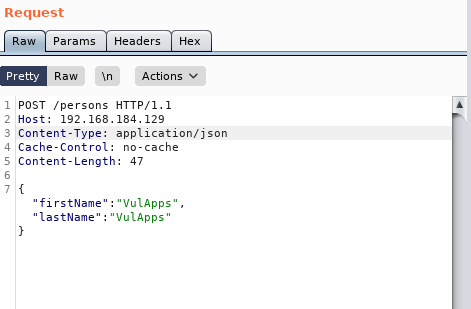 Request
Raw Params Headers Hex
Pretty Raw \n Actions
1 POST /persons HTTP/1.1
2 Host: 192.168.184.129
3 Content-Type: application/json
4 Cache-Control: no-cache
5 Content-Length: 47
6
7 {
"firstName":"VulApps",
"lastName":"VulApps"
}